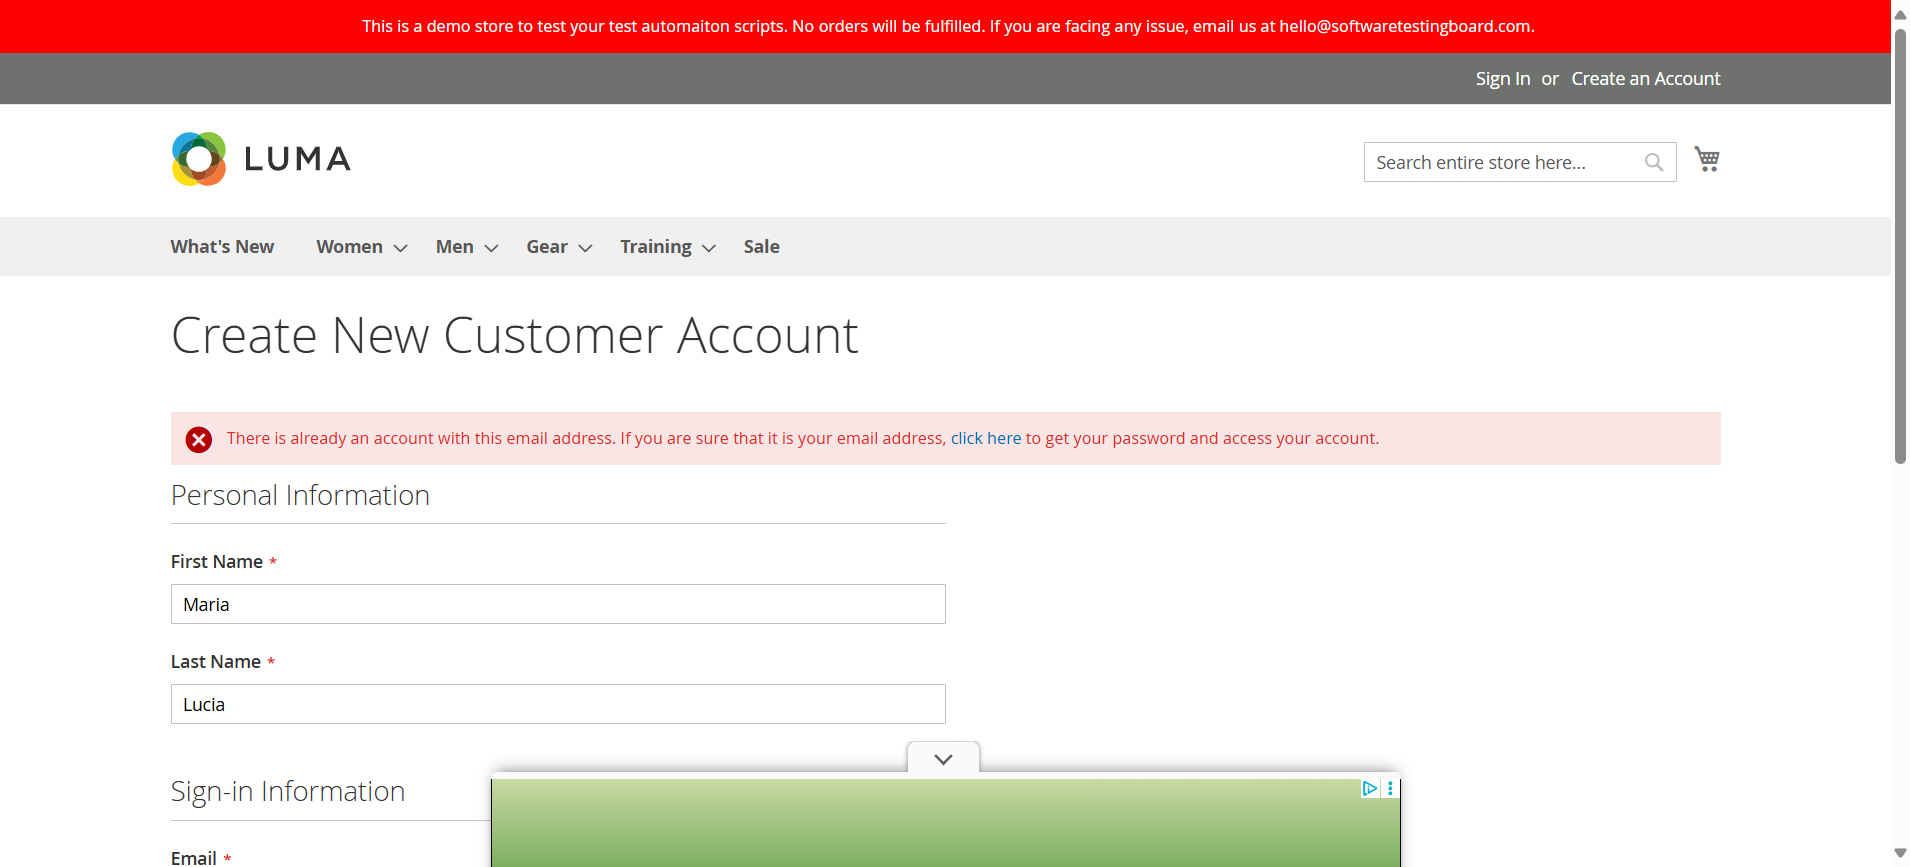 This is a demo store to test your test automaiton scripts. No orders will be fulfilled. If you are facing any issue, email us at hello@softwaretestingboard.com.
Sign In or Create an Account
LUMA
Search entire store here...
What's New Women Men Gear Training Sale
Create New Customer Account
There is already an account with this email address. If you are sure that it is your email address, click here to get your password and access your account.
Personal Information
First Name *
Maria
Last Name *
Lucia
Sign-in Information
Email *